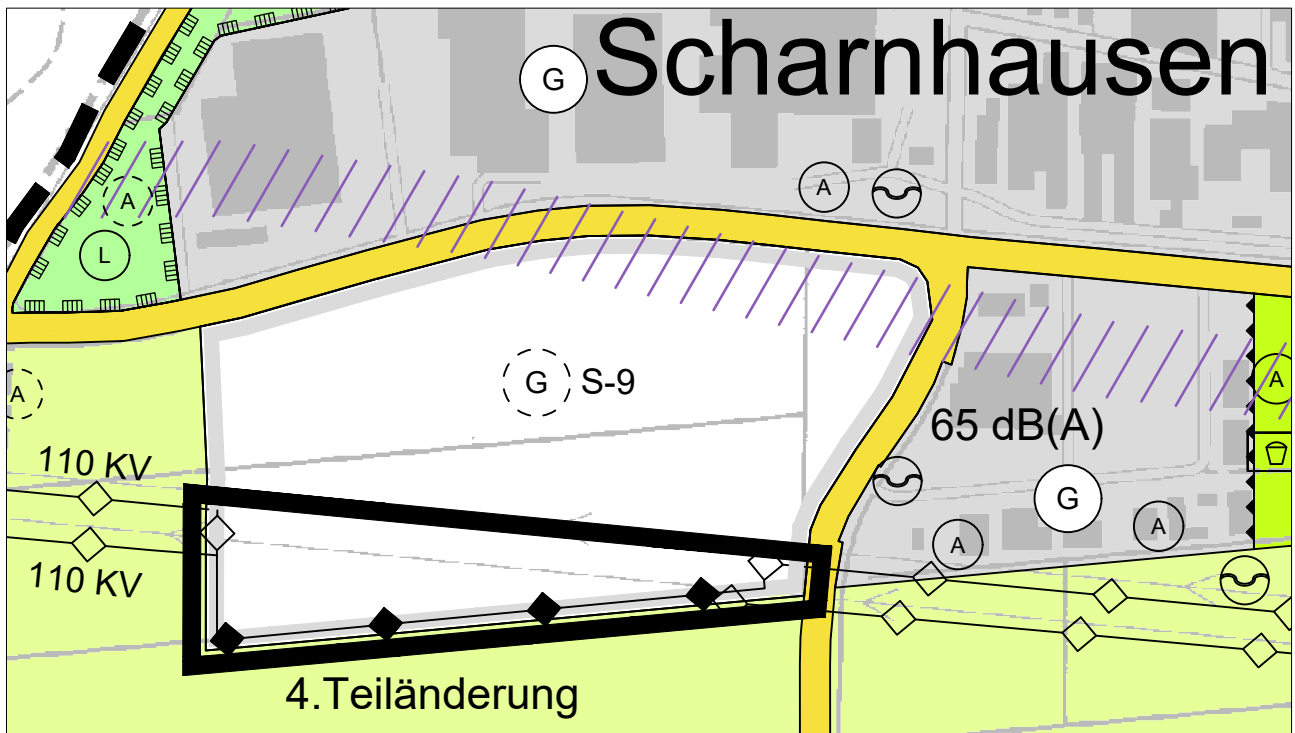 G Scharnhausen
A
A
L
G S-9
A
A
65 dB(A)
110 KV
G
A
A
110 KV
4.Teiländerung